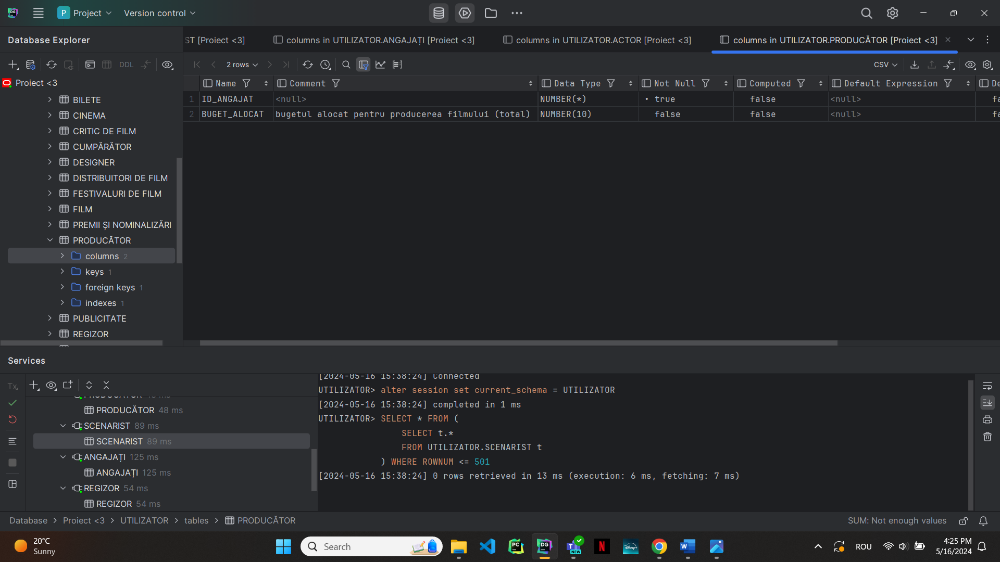 DG
P Project
Version control
Database Explorer
ST [Proiect <3]
columns in UTILIZATOR.ANGAJAȚI [Proiect <3]
columns in UTILIZATOR.ACTOR [Proiect <3]
columns in UTILIZATOR.PRODUCĂTOR [Proiect <3]
DDL
2 rows
CSV
Proiect <3
BILETE
CINEMA
CRITIC DE FILM
CUMPĂRĂTOR
DESIGNER
DISTRIBUITORI DE FILM
FESTIVALURI DE FILM
FILM
PREMII ȘI NOMINALIZĂRI
PRODUCĂTOR
columns 2
keys 1
foreign keys 1
indexes 1
PUBLICITATE
REGIZOR
Name Comment Data Type Not Null Computed Default Expression De
1 ID_ANGAJAT <null> NUMBER(*) • true false <null> fa
2 BUGET_ALOCAT bugetul alocat pentru producerea filmului (total) NUMBER(10) false false <null> fa
Services
Tx
PRODUCĂTOR 48 ms
PRODUCĂTOR 48 ms
SCENARIST 89 ms
SCENARIST 89 ms
ANGAJAȚI 125 ms
ANGAJAȚI 125 ms
REGIZOR 54 ms
REGIZOR 54 ms
[2024-05-16 15:38:24] Connected
UTILIZATOR> alter session set current_schema = UTILIZATOR
[2024-05-16 15:38:24] completed in 1 ms
UTILIZATOR> SELECT * FROM (
SELECT t.*
FROM UTILIZATOR.SCENARIST t
) WHERE ROWNUM <= 501
[2024-05-16 15:38:24] 0 rows retrieved in 13 ms (execution: 6 ms, fetching: 7 ms)
Database > Proiect <3 > UTILIZATOR > tables > PRODUCĂTOR
SUM: Not enough values
20°C
Sunny
Search
PC
DG
T
NEW
N
Disney+
W
ROU
4:25 PM
5/16/2024